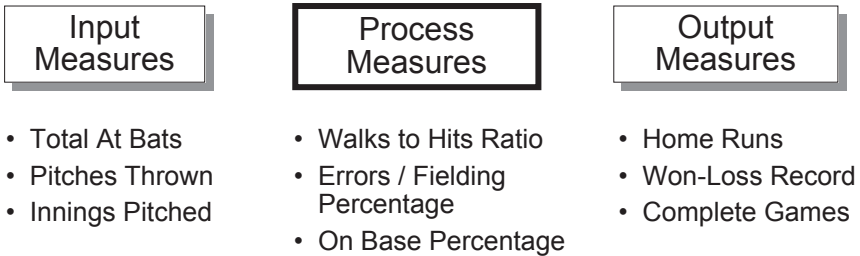 Input
Measures
• Total At Bats
• Pitches Thrown
• Innings Pitched
Process
Measures
• Walks to Hits Ratio
• Errors / Fielding
Percentage
• On Base Percentage
Output
Measures
• Home Runs
• Won-Loss Record
• Complete Games